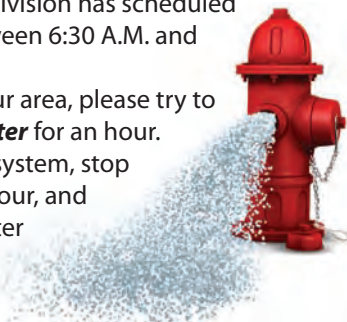 ivision has scheduled
ween 6:30 A.M. and
ur area, please try to
ter for an hour.
system, stop
our, and
ter